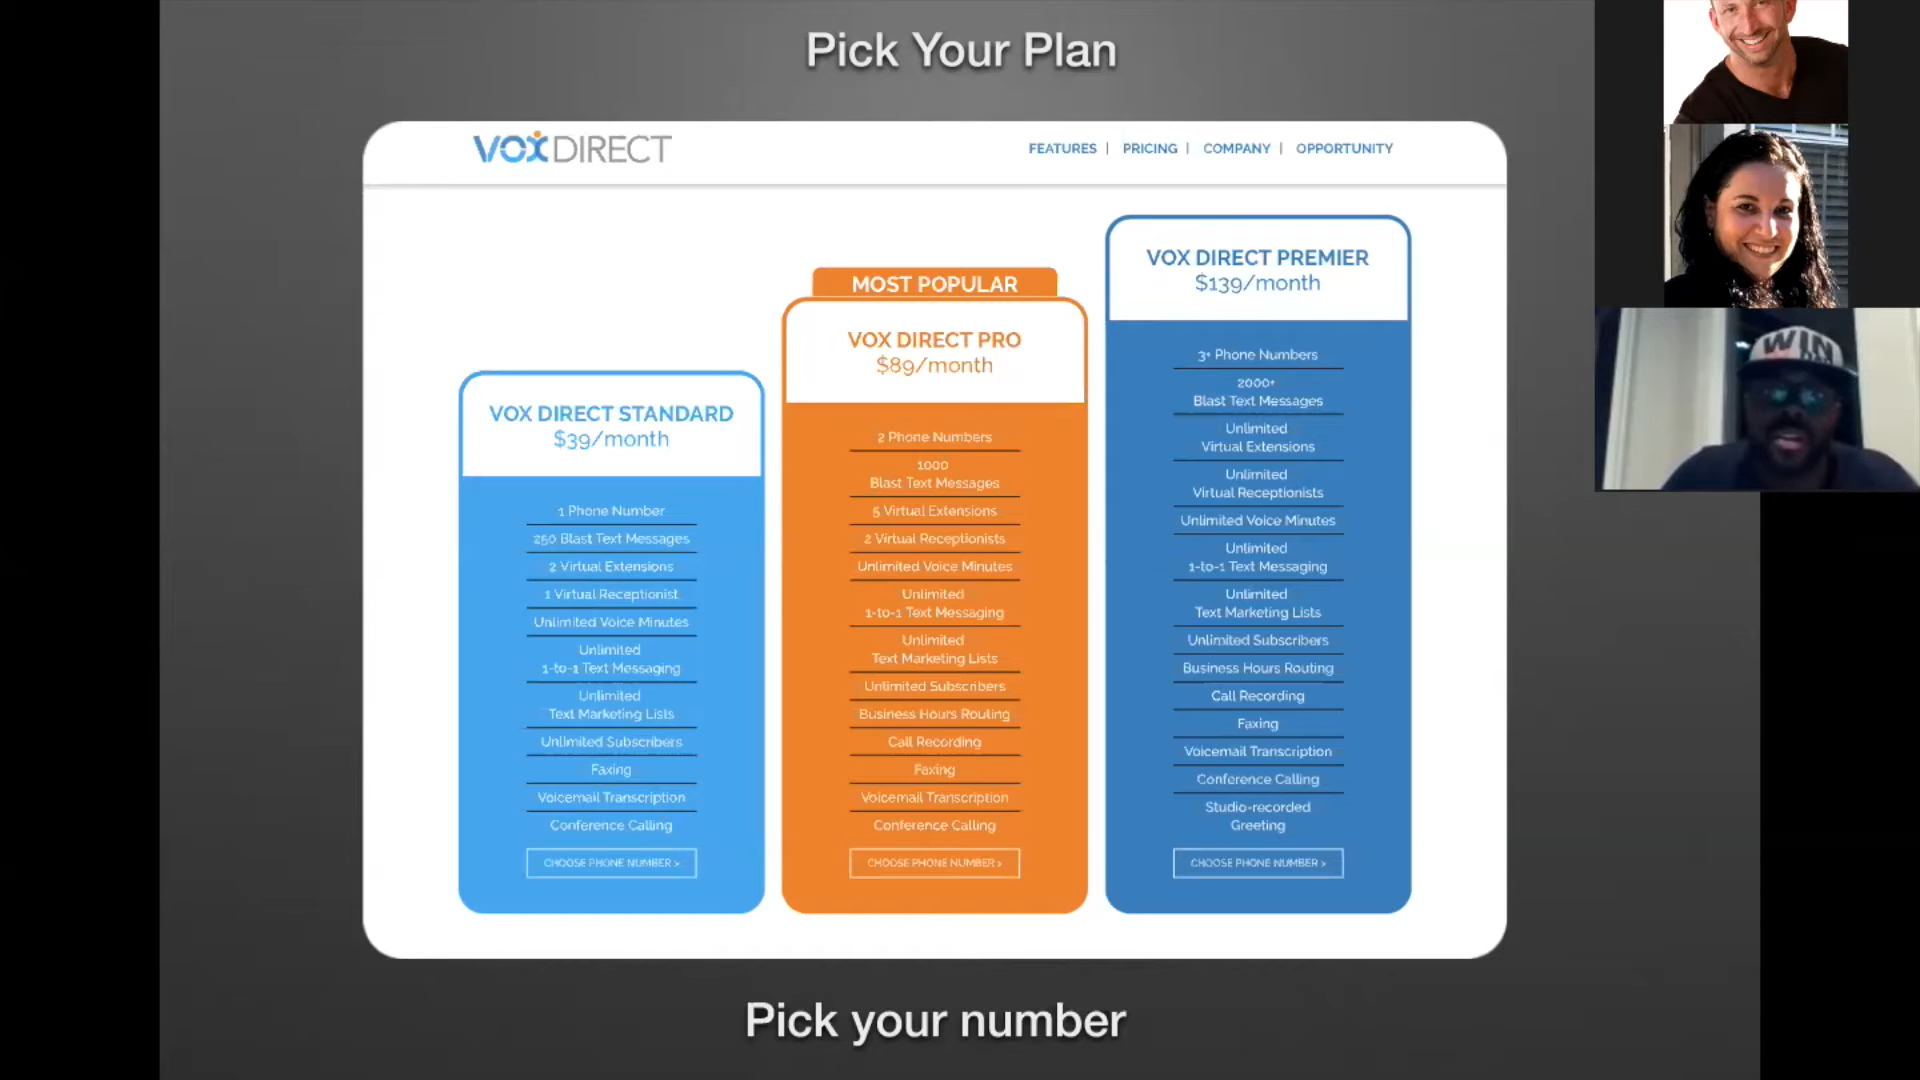 Pick Your Plan
VOX DIRECT
FEATURES | PRICING | COMPANY | OPPORTUNITY
VOX DIRECT STANDARD
$39/month
1 Phone Number
250 Blast Text Messages
2 Virtual Extensions
1 Virtual Receptionist
Unlimited Voice Minutes
Unlimited
1-to-1 Text Messaging
Unlimited
Text Marketing Lists
Unlimited Subscribers
Faxing
Voicemail Transcription
Conference Calling
CHOOSE PHONE NUMBER >
MOST POPULAR
VOX DIRECT PRO
$89/month
2 Phone Numbers
1000
Blast Text Messages
5 Virtual Extensions
2 Virtual Receptionists
Unlimited Voice Minutes
Unlimited
1-to-1 Text Messaging
Unlimited
Text Marketing Lists
Unlimited Subscribers
Business Hours Routing
Call Recording
Faxing
Voicemail Transcription
Conference Calling
CHOOSE PHONE NUMBER >
VOX DIRECT PREMIER
$139/month
3+ Phone Numbers
2000+
Blast Text Messages
Unlimited
Virtual Extensions
Unlimited
Virtual Receptionists
Unlimited Voice Minutes
Unlimited
1-to-1 Text Messaging
Unlimited
Text Marketing Lists
Unlimited Subscribers
Business Hours Routing
Call Recording
Faxing
Voicemail Transcription
Conference Calling
Studio-recorded
Greeting
CHOOSE PHONE NUMBER >
WIN
Pick your number